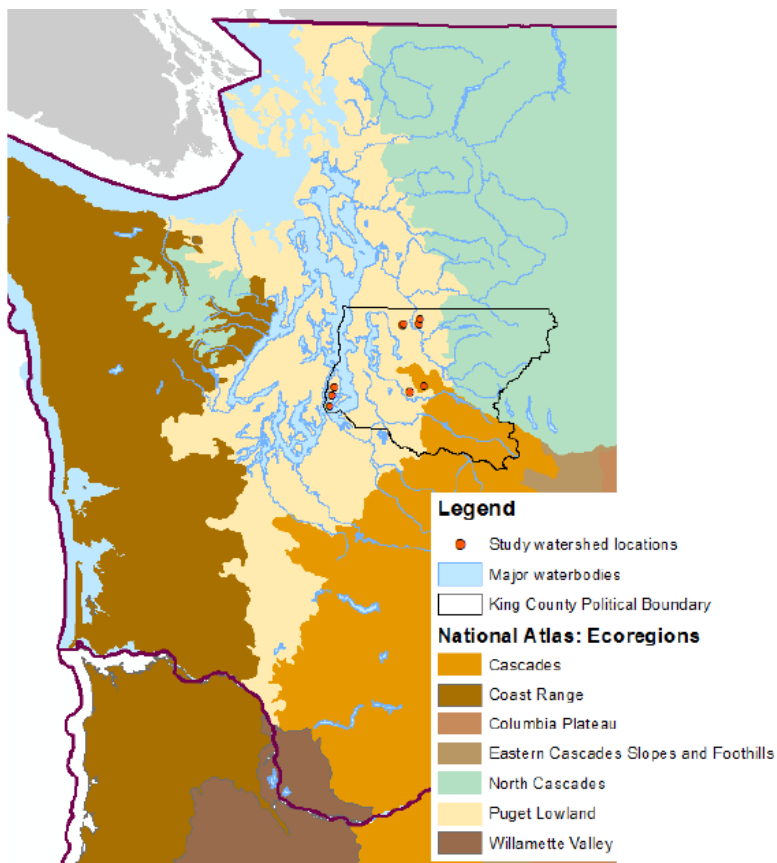 Legend
Study watershed locations
Major waterbodies
King County Political Boundary
National Atlas: Ecoregions
Cascades
Coast Range
Columbia Plateau
Eastern Cascades Slopes and Foothills
North Cascades
Puget Lowland
Willamette Valley